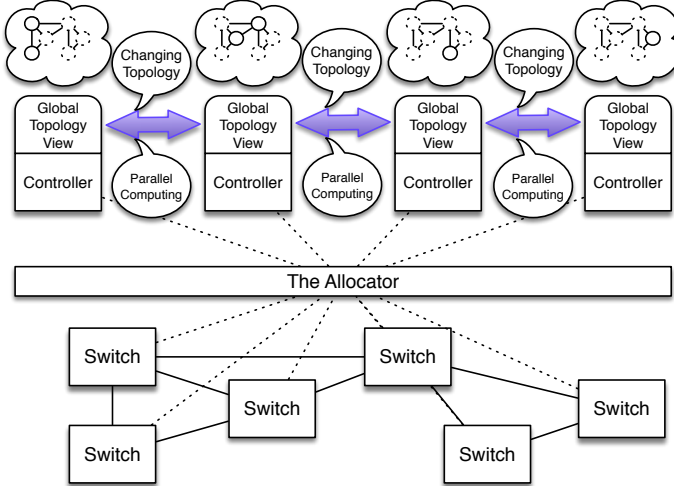 Changing
Topology
Changing
Topology
Changing
Topology
Global
Topology
View
Global
Topology
View
Global
Topology
View
Global
Topology
View
Controller
Parallel
Computing
Controller
Parallel
Computing
Controller
Parallel
Computing
Controller
The Allocator
Switch
Switch
Switch
Switch
Switch
Switch